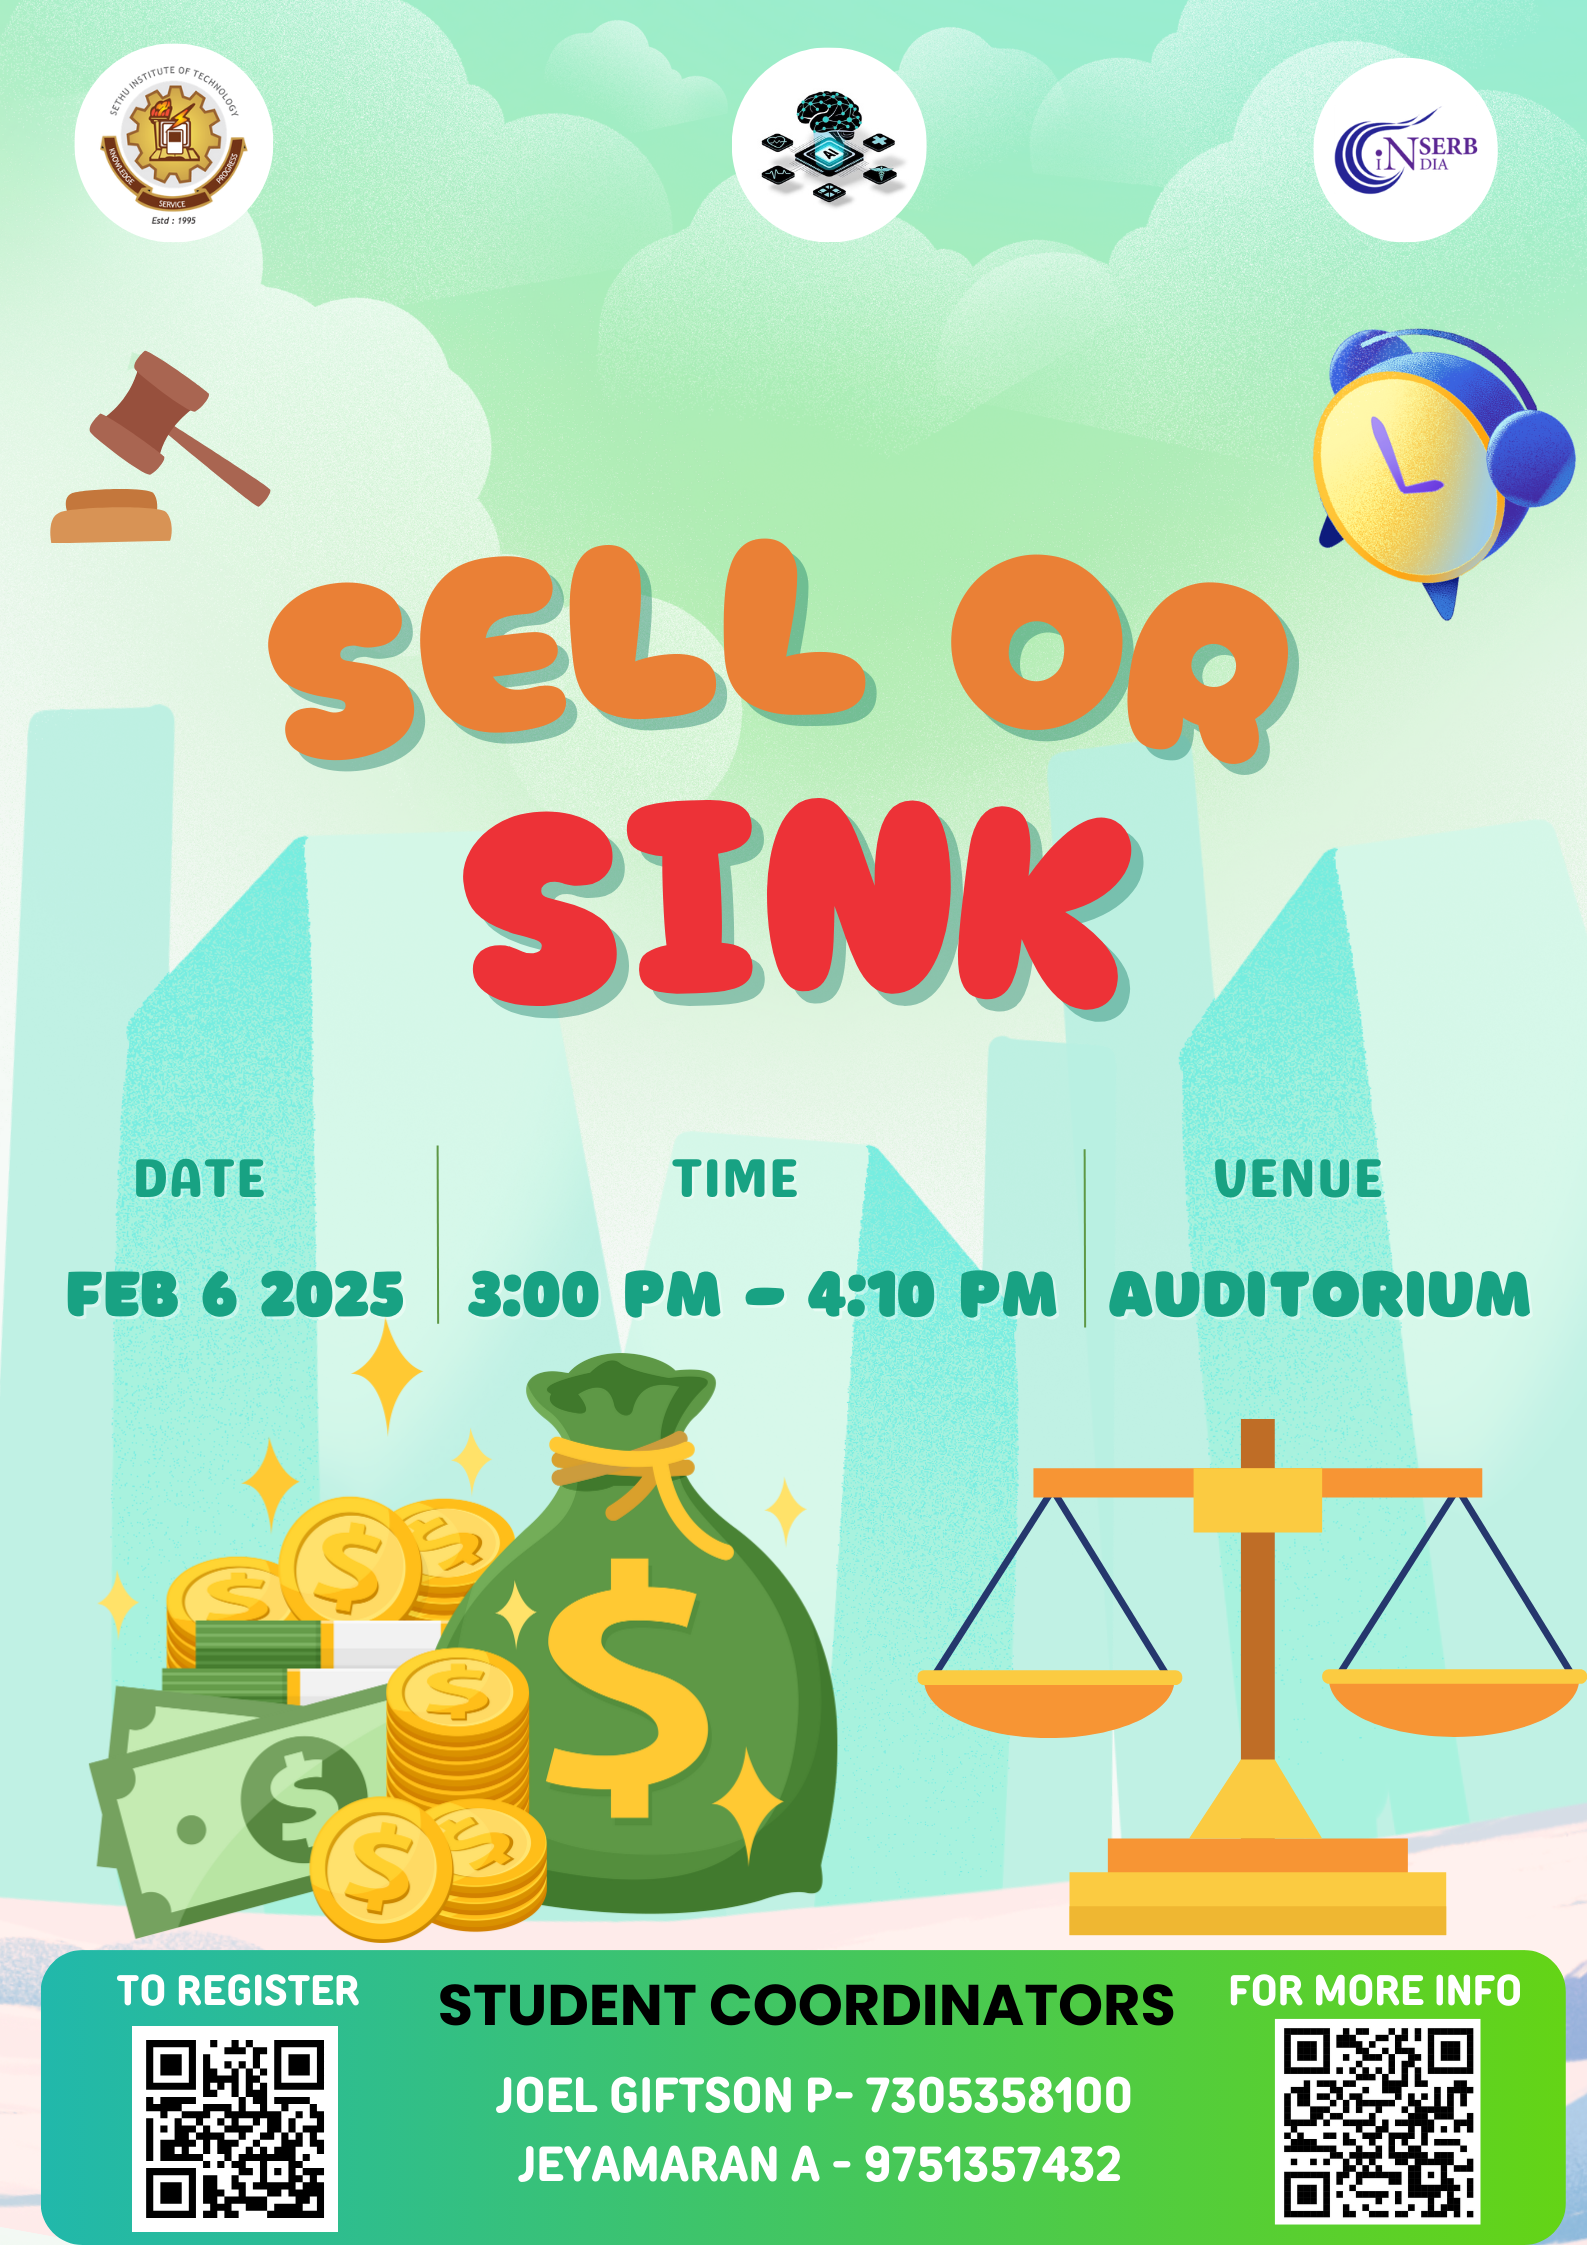 SETHU INSTITUTE OF TECHNOLOGY
KNOWLEDGE
SERVICE
PROGRESS
Estd : 1995
AI
iNSERB
DIA
SELL OR
SINK
DATE
FEB 6 2025
TIME
3:00 PM - 4:10 PM
VENUE
AUDITORIUM
TO REGISTER
STUDENT COORDINATORS
JOEL GIFTSON P- 7305358100
JEYAMARAN A - 9751357432
FOR MORE INFO